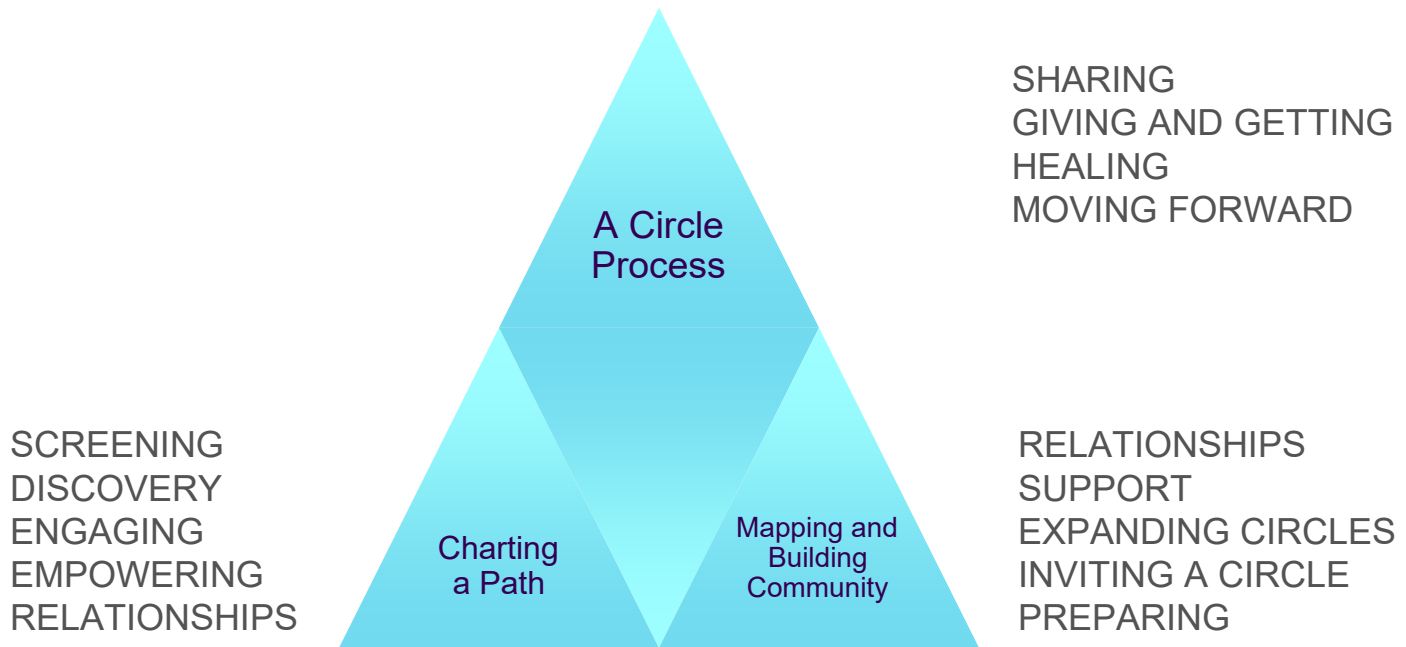 SHARING
GIVING AND GETTING
HEALING
MOVING FORWARD
A Circle
Process
SCREENING
DISCOVERY
ENGAGING
EMPOWERING
RELATIONSHIPS
Charting
a Path
Mapping and
Building
Community
RELATIONSHIPS
SUPPORT
EXPANDING CIRCLES
INVITING A CIRCLE
PREPARING